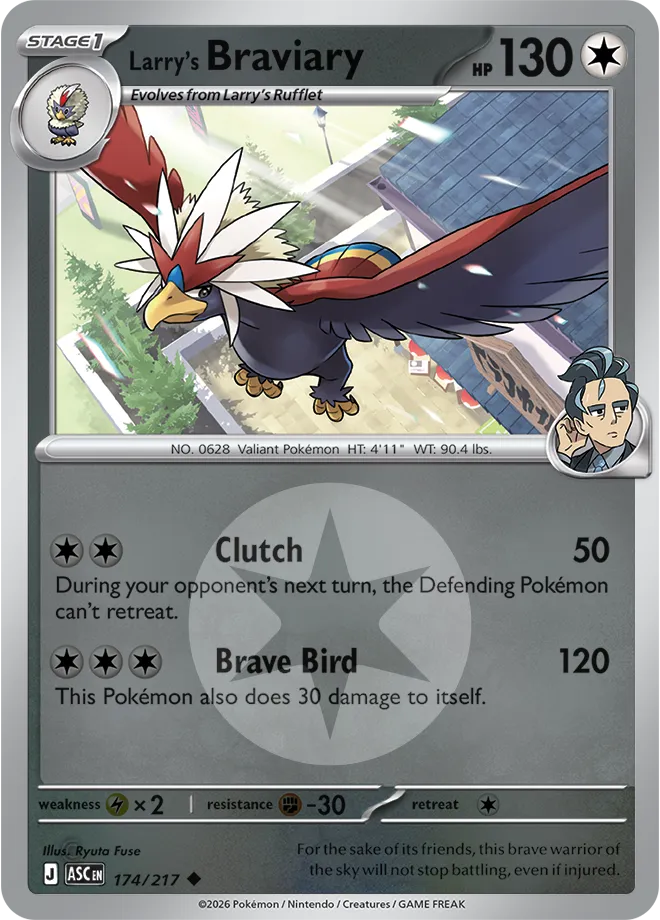 STAGE 1
Larry's Braviary
HP 130
Evolves from Larry's Rufflet
NO. 0628 Valiant Pokémon HT: 4'11" WT: 90.4 lbs.
Clutch 50
During your opponent's next turn, the Defending Pokémon
can't retreat.
Brave Bird 120
This Pokémon also does 30 damage to itself.
weakness ×2 resistance -30 retreat
Illus. Ryuta Fuse
For the sake of its friends, this brave warrior of
the sky will not stop battling, even if injured.
J ASC EN 174/217
©2026 Pokémon / Nintendo / Creatures / GAME FREAK